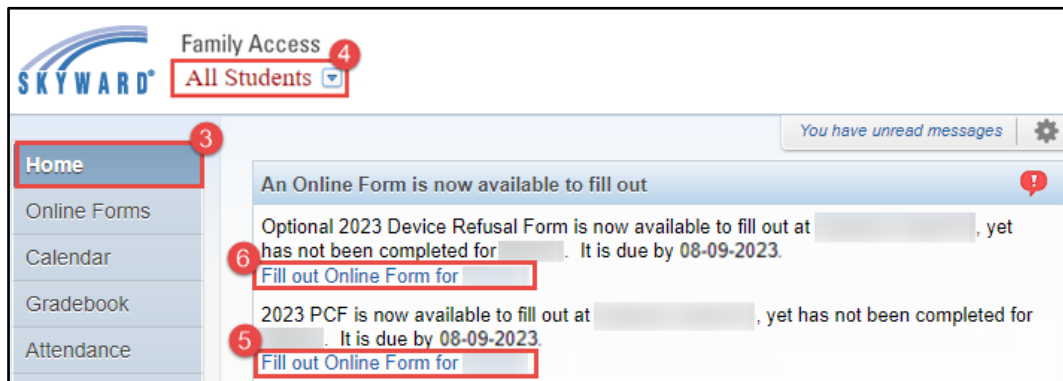 Family Access
4
SKYWARD®
All Students
3
You have unread messages
Home
Online Forms
Calendar
Gradebook
Attendance
An Online Form is now available to fill out
Optional 2023 Device Refusal Form is now available to fill out at , yet
has not been completed for . It is due by 08-09-2023.
6
Fill out Online Form for
2023 PCF is now available to fill out at , yet has not been completed for
. It is due by 08-09-2023.
5
Fill out Online Form for